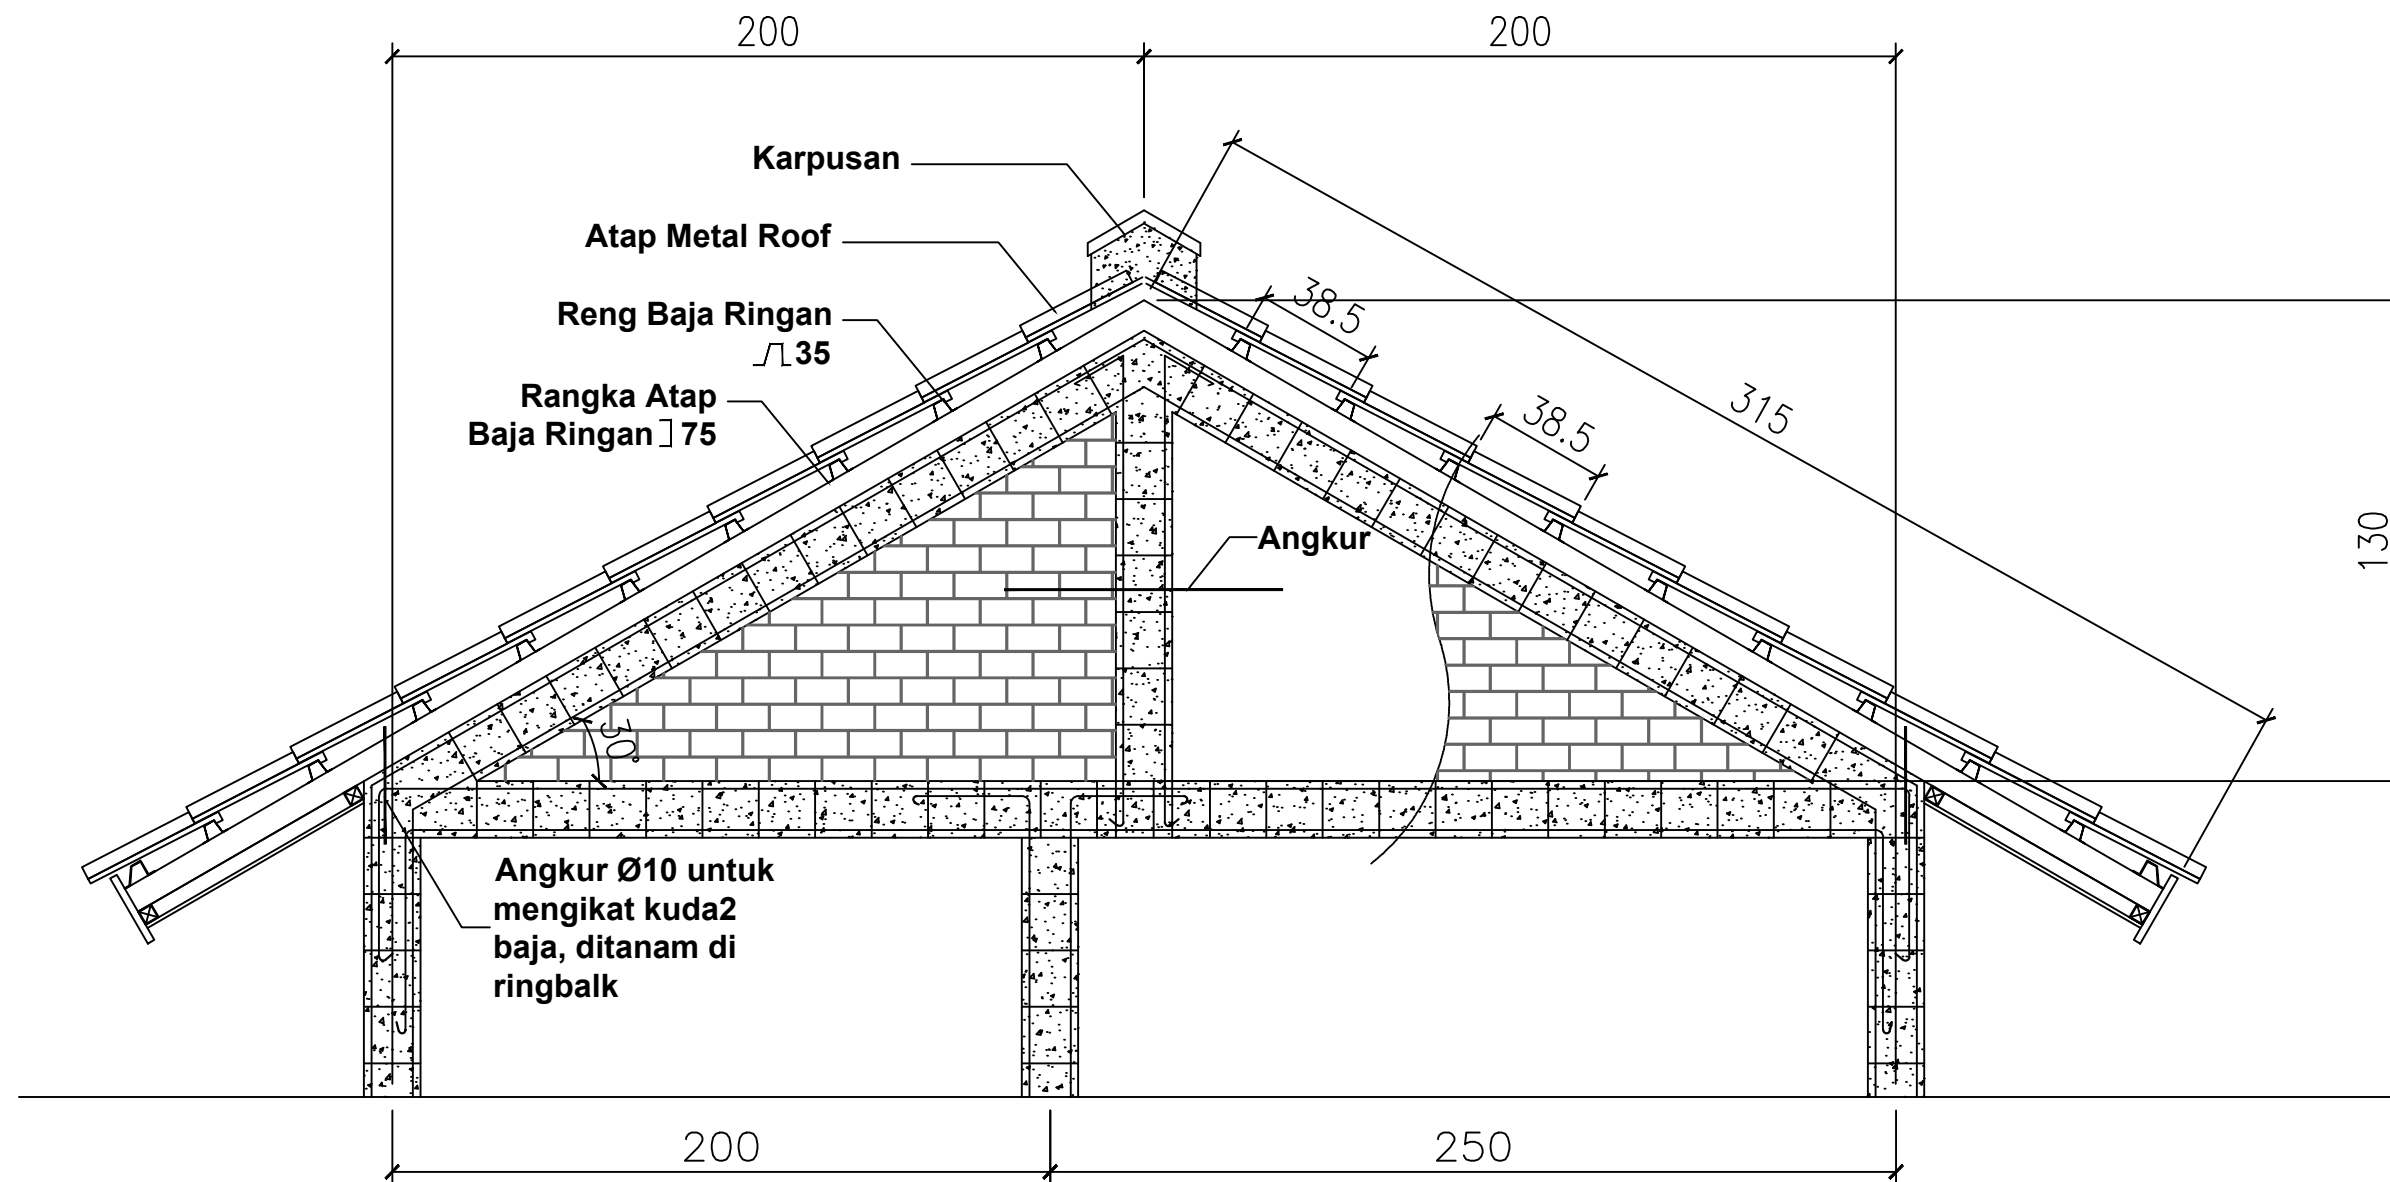 200
200
Karpusan
Atap Metal Roof
Reng Baja Ringan
35
Rangka Atap
Baja Ringan 75
38.5
315
38.5
130
Angkur
30°
Angkur Ø10 untuk
mengikat kuda2
baja, ditanam di
ringbalk
200
250